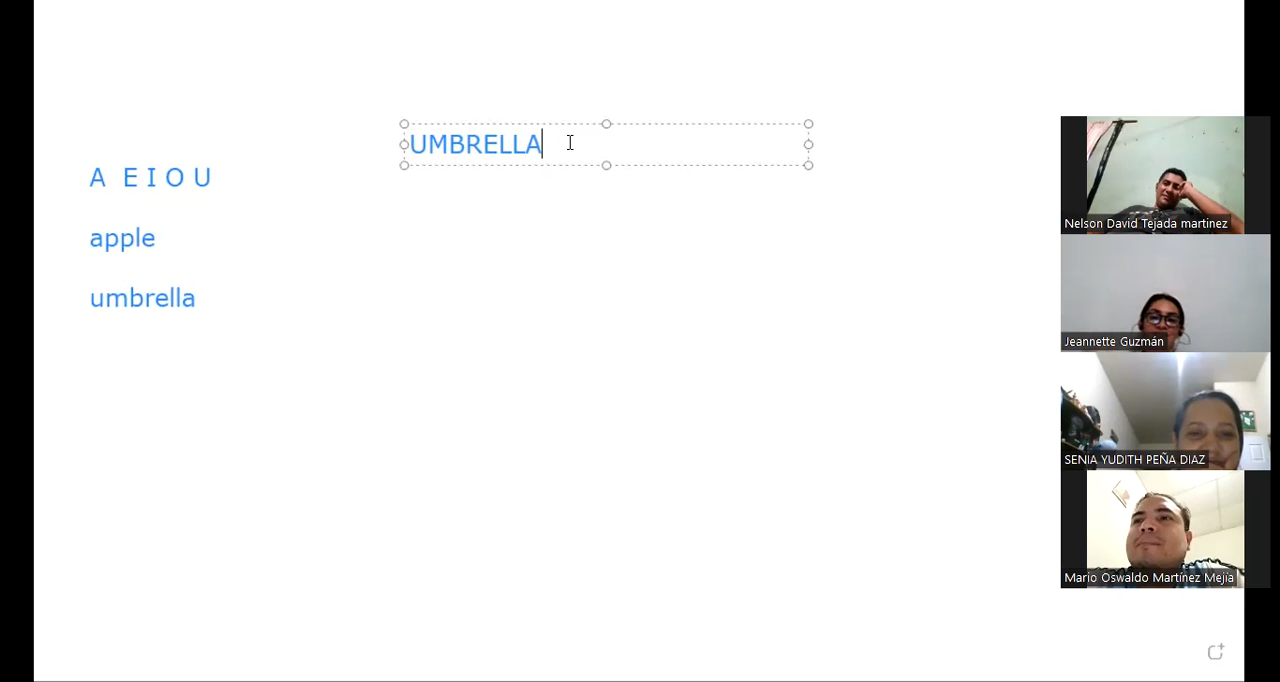 UMBRELLA
A E I O U
apple
umbrella
Nelson David Tejada martinez
Jeannette Guzmán
SENIA YUDITH PEÑA DIAZ
Mario Oswaldo Martínez Mejía